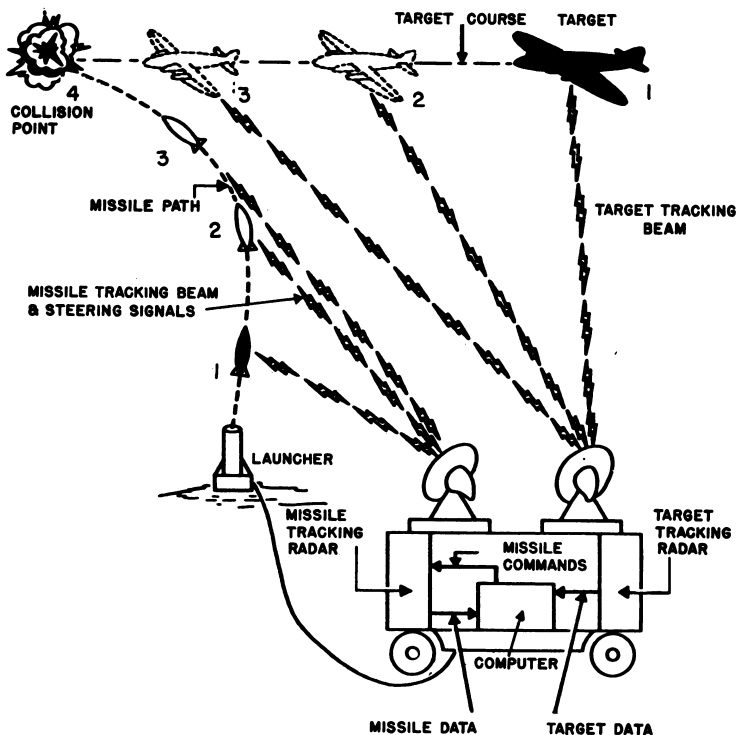 TARGET COURSE
TARGET
1
2
3
4
COLLISION
POINT
3
MISSILE PATH
2
TARGET TRACKING
BEAM
MISSILE TRACKING BEAM
& STEERING SIGNALS
1
LAUNCHER
MISSILE
TRACKING
RADAR
MISSILE
COMMANDS
TARGET
TRACKING
RADAR
COMPUTER
MISSILE DATA
TARGET DATA